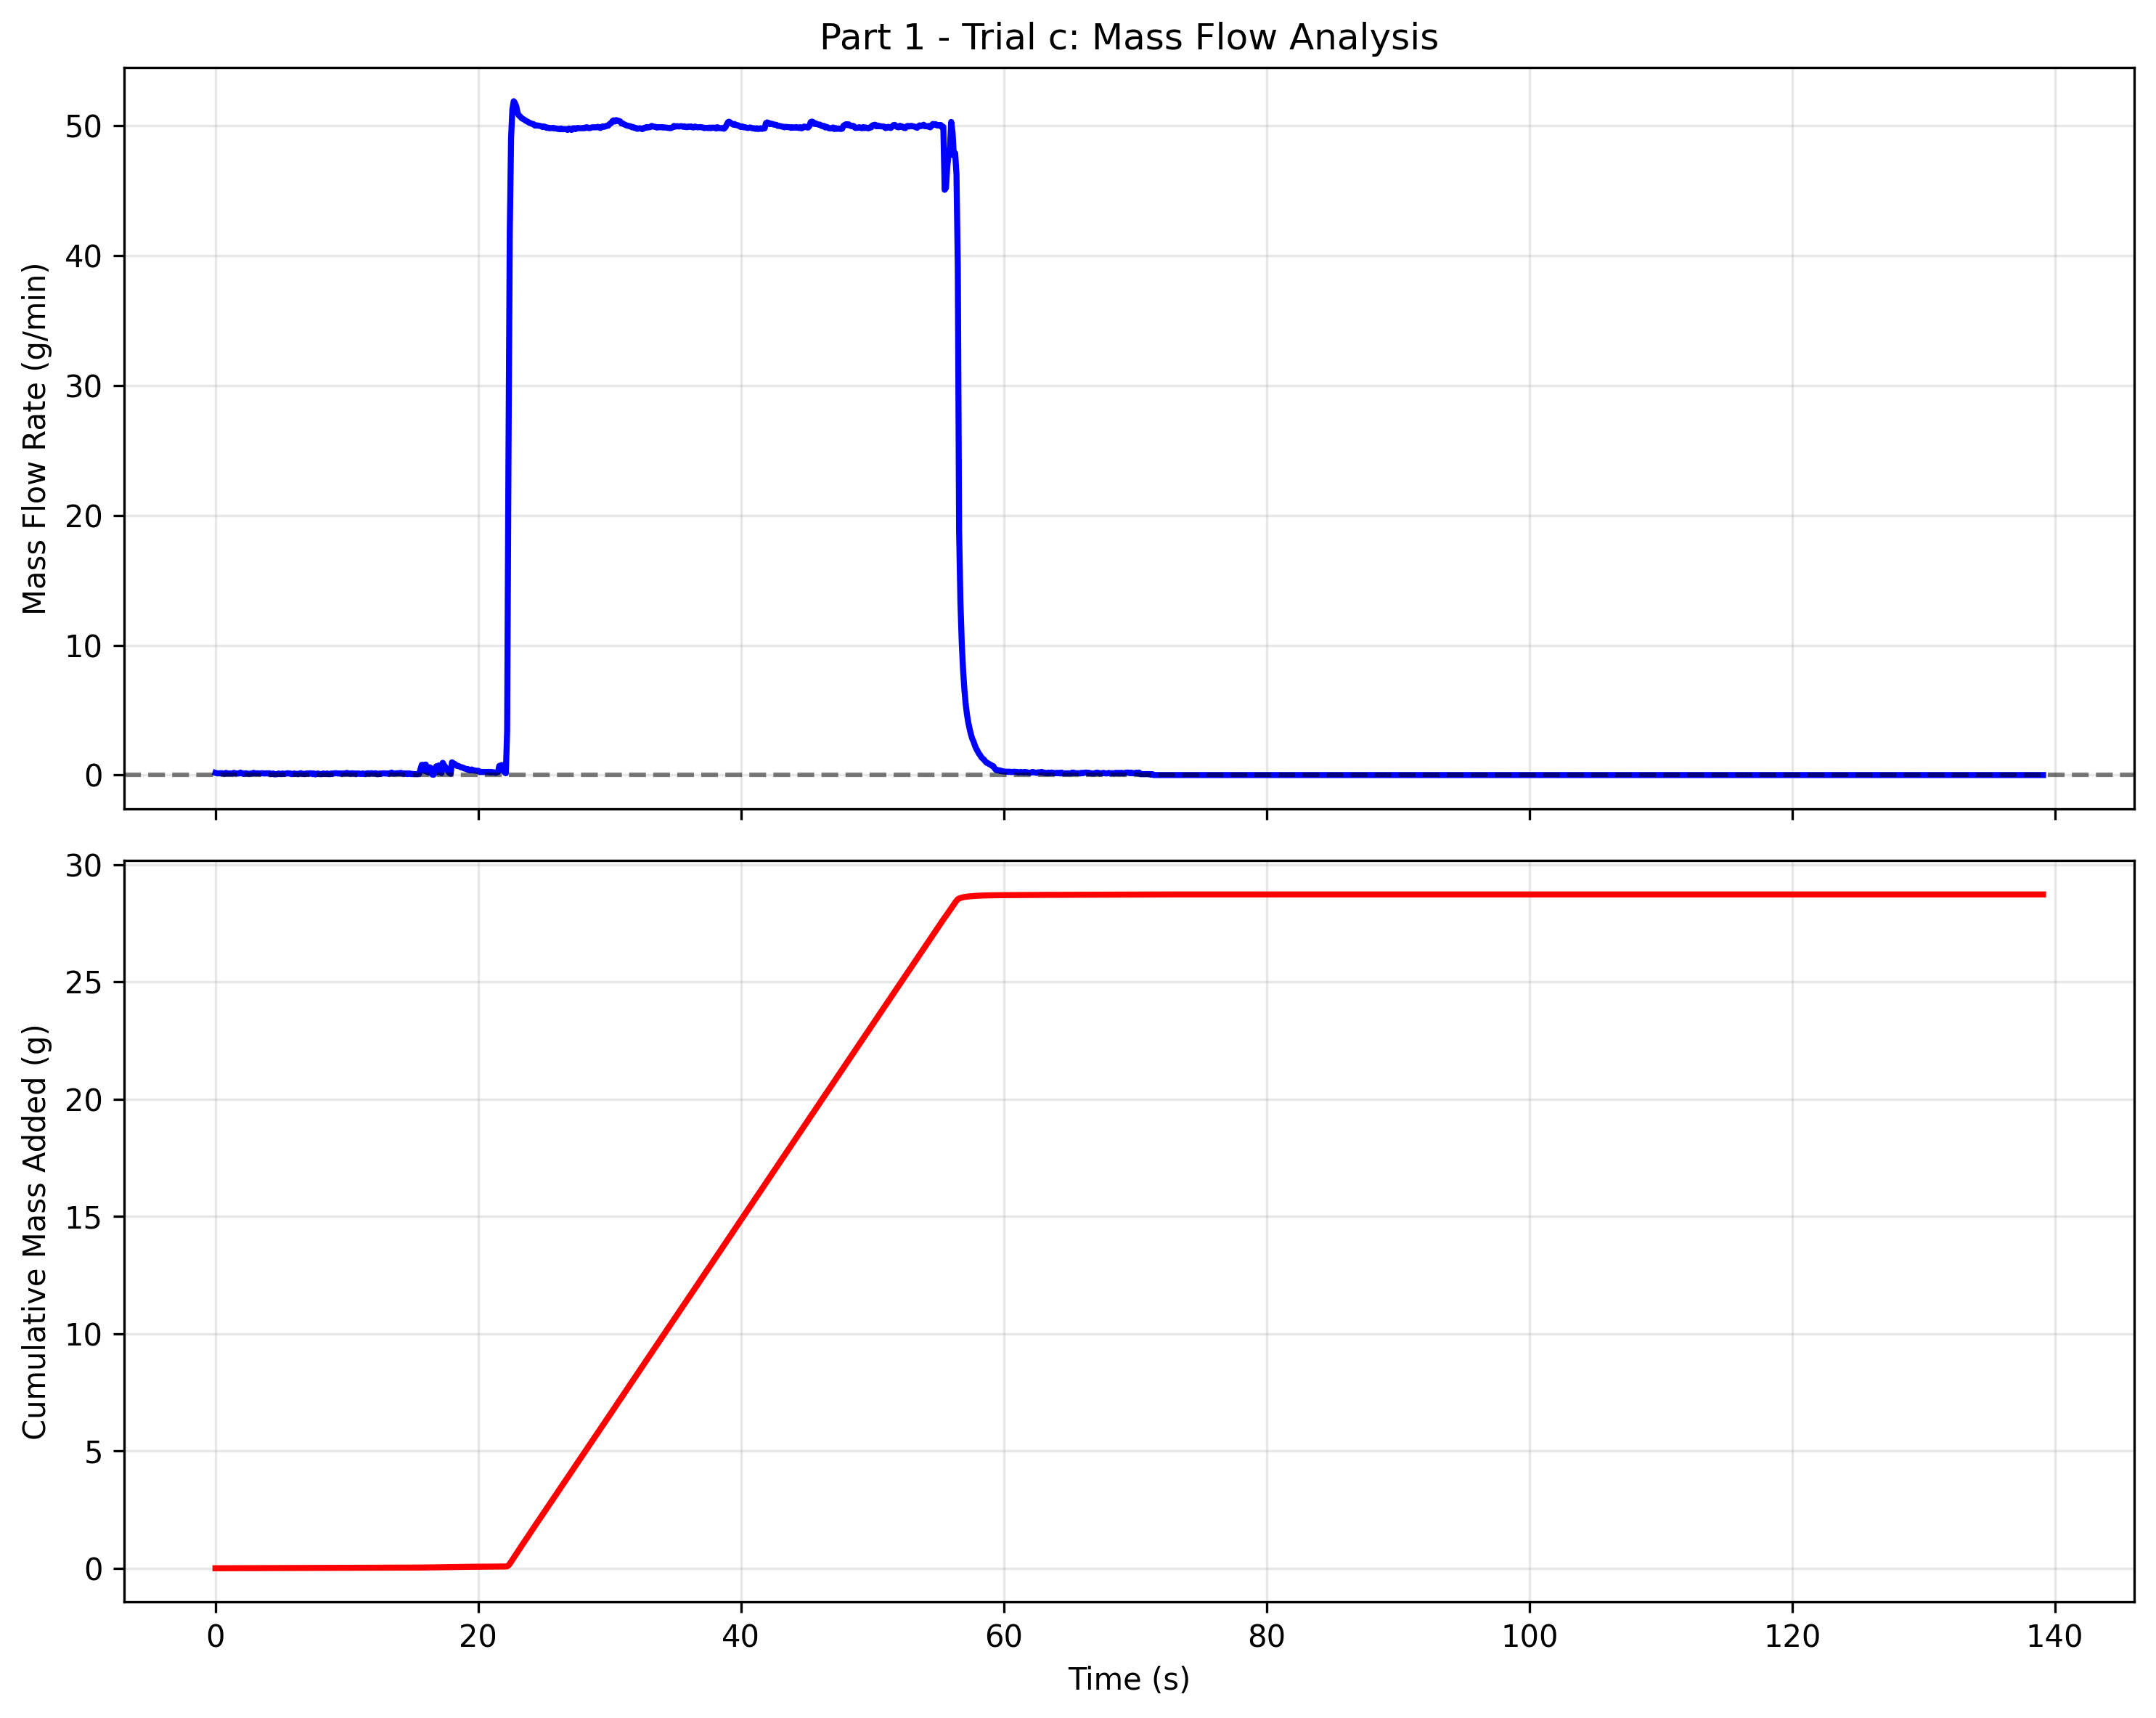 Part 1 - Trial c: Mass Flow Analysis
Mass Flow Rate (g/min)
50
40
30
20
10
0
Cumulative Mass Added (g)
30
25
20
15
10
5
0
0 20 40 60 80 100 120 140
Time (s)